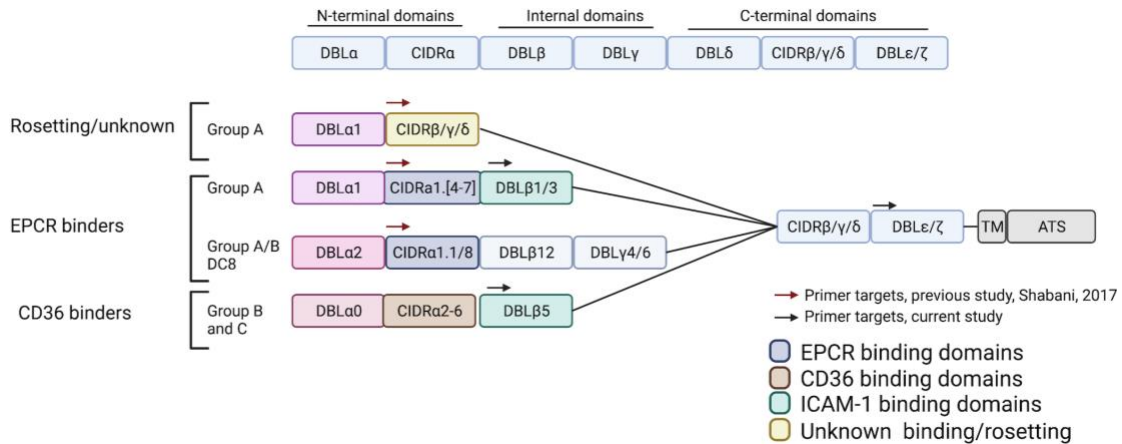 N-terminal domains Internal domains C-terminal domains
DBLα CIDRα DBLβ DBLγ DBLδ CIDRβ/γ/δ DBLε/ζ
Rosetting/unknown Group A DBLα1 CIDRβ/γ/δ
Group A DBLα1 CIDRa1.[4-7] DBLβ1/3
EPCR binders
CIDRβ/γ/δ DBLε/ζ TM ATS
Group A/B
DC8
DBLα2 CIDRα1.1/8 DBLβ12 DBLγ4/6
CD36 binders
Group B
and C
DBLα0 CIDRα2-6 DBLβ5
Primer targets, previous study, Shabani, 2017
Primer targets, current study
EPCR binding domains
CD36 binding domains
ICAM-1 binding domains
Unknown binding/rosetting